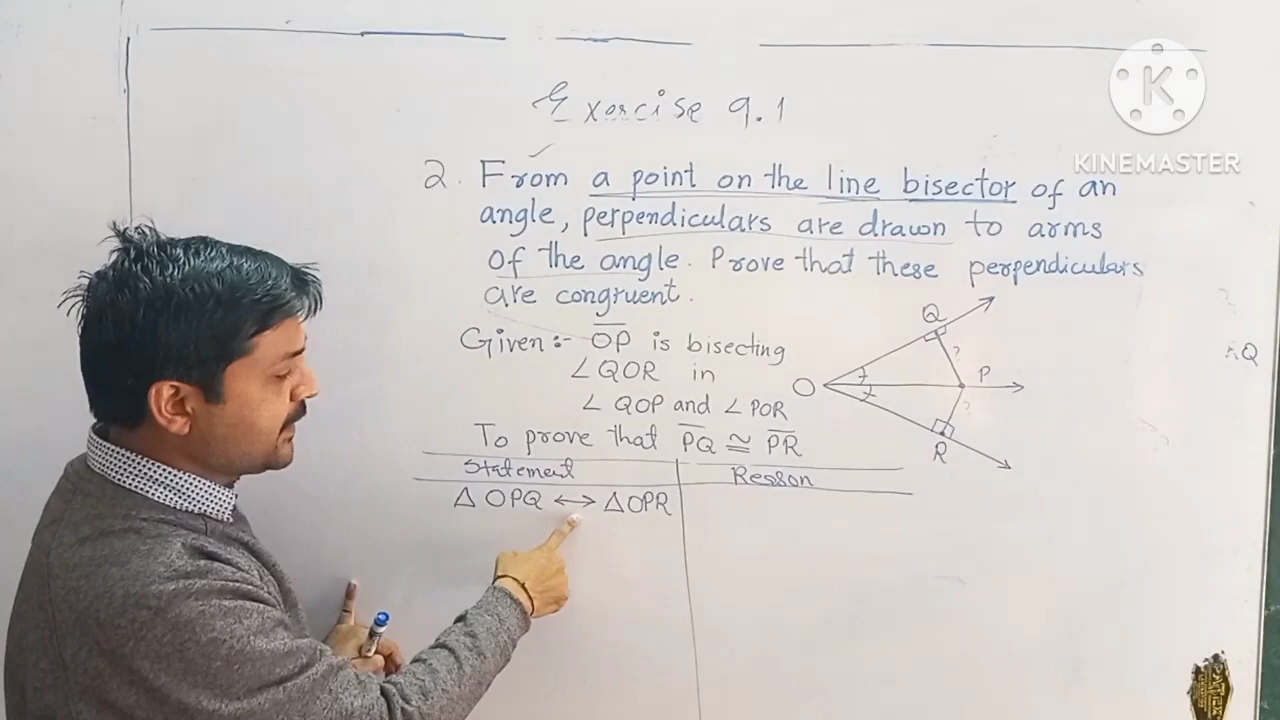 K
KINEMASTER
Exercise 9.1
2. From a point on the line bisector of an
angle, perpendiculars are drawn to arms
of the angle. Prove that these perpendiculars
are congruent.
Given:- OP is bisecting
∠QOR in
∠ QOP and ∠ POR
To prove that PQ ≅ PR
Statement Reason
△ OPQ ↔ △OPR
Q
?
O
P
?
R
Q